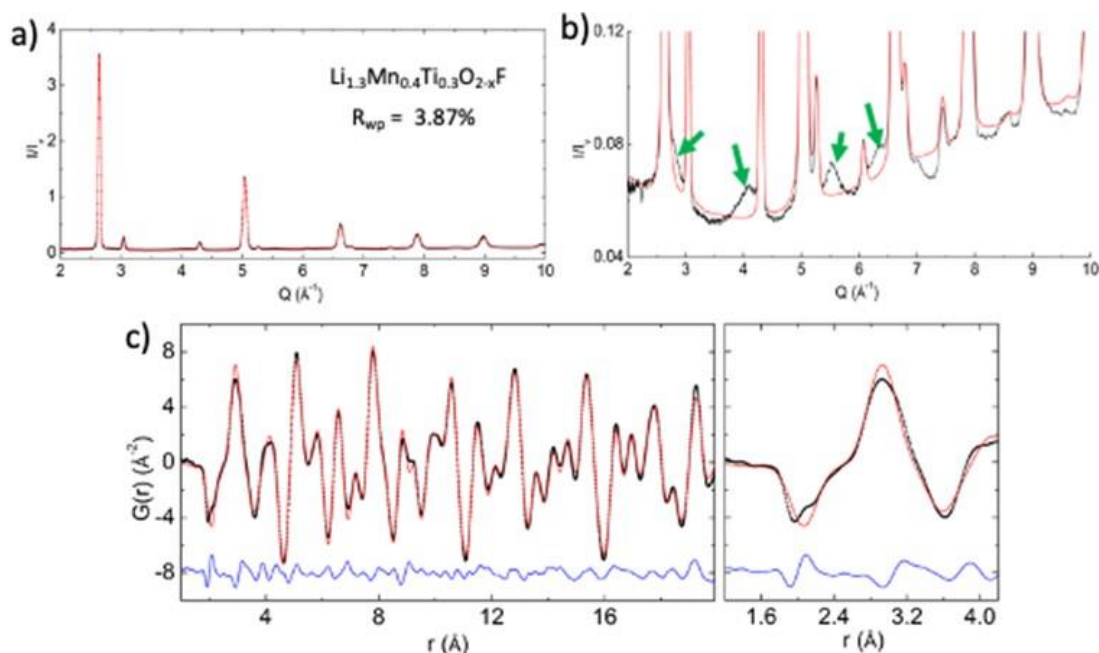 a)
4
3
2
1
0
I/I_v
Li1.3Mn0.4Ti0.3O2-xF
Rwp = 3.87%
2 3 4 5 6 7 8 9 10
Q (Å-1)
b)
0.12
0.08
0.04
I/I_v
2 3 4 5 6 7 8 9 10
Q (Å-1)
c)
8
4
0
-4
-8
G(r) (Å-2)
4 8 12 16
r (Å)
1.6 2.4 3.2 4.0
r (Å)